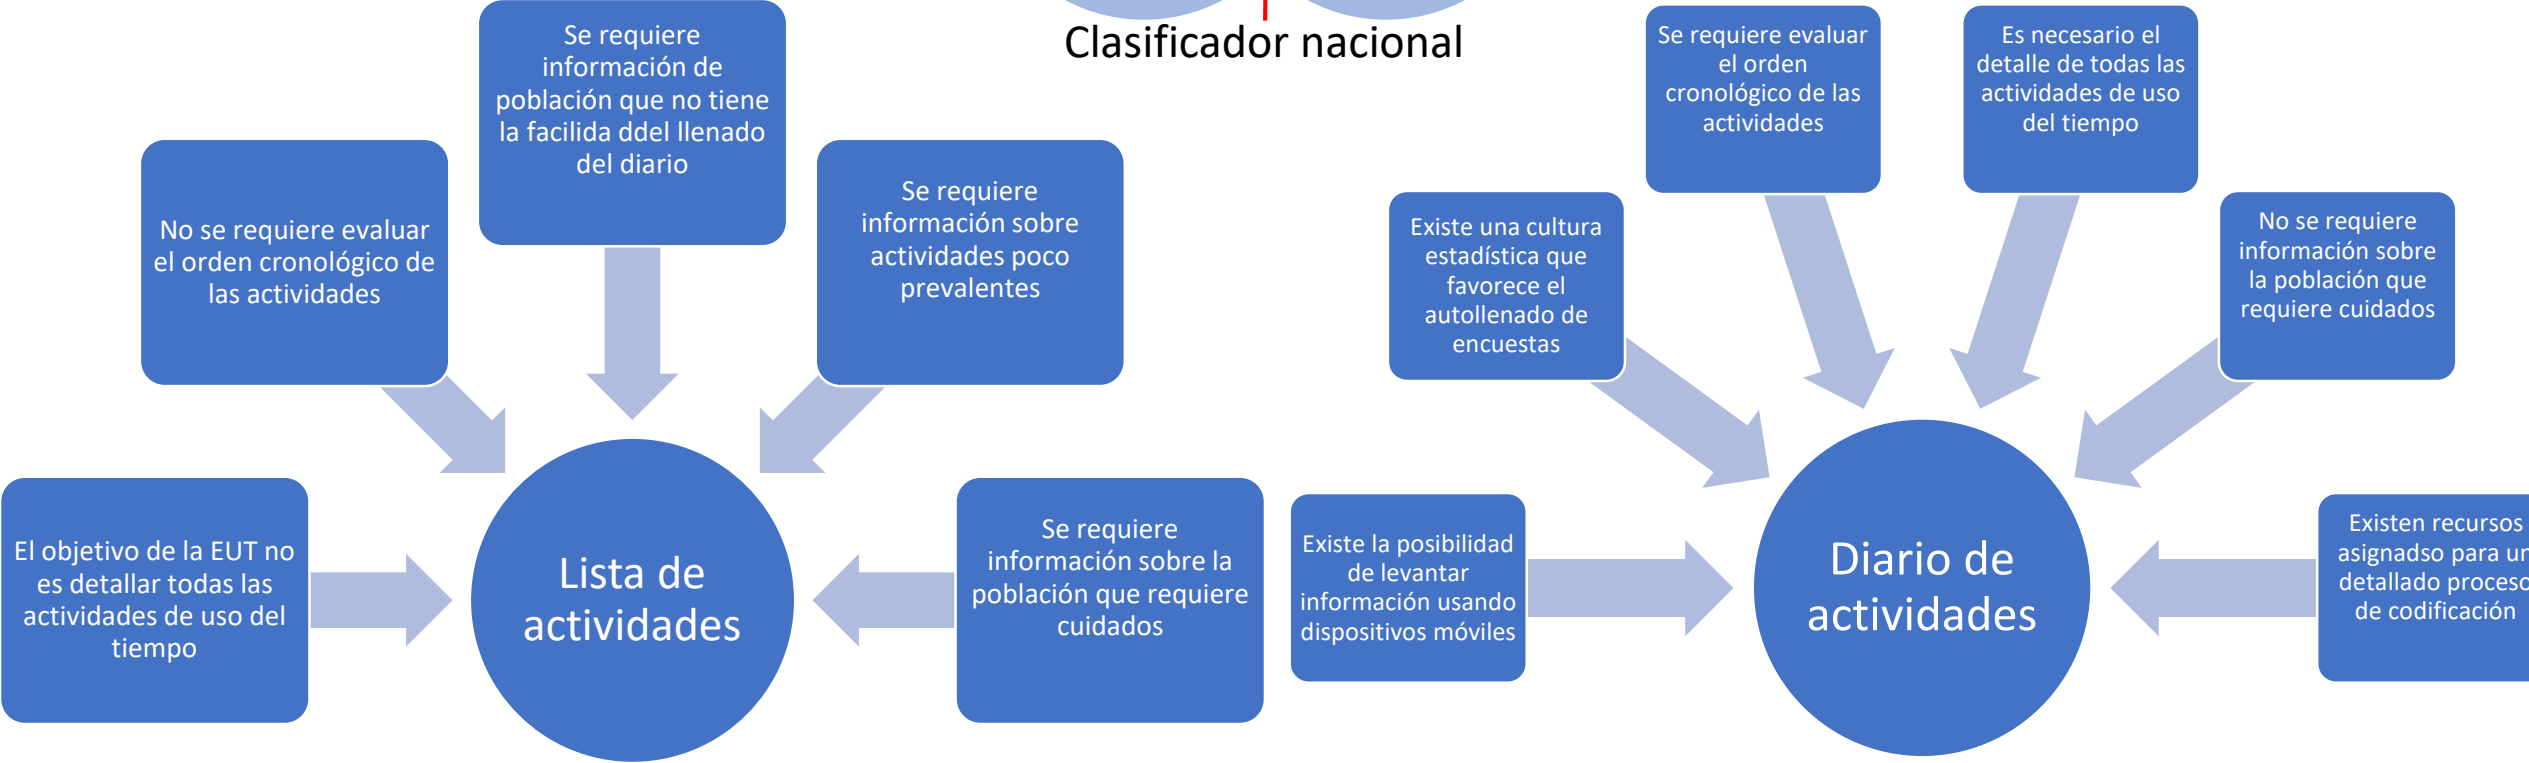 Clasificador nacional
Se requiere
información de
población que no tiene
la facilida ddel llenado
del diario
No se requiere evaluar
el orden cronológico de
las actividades
Se requiere
información sobre
actividades poco
prevalentes
El objetivo de la EUT no
es detallar todas las
actividades de uso del
tiempo
Lista de
actividades
Se requiere
información sobre la
población que requiere
cuidados
Se requiere evaluar
el orden
cronológico de las
actividades
Es necesario el
detalle de todas las
actividades de uso
del tiempo
Existe una cultura
estadística que
favorece el
autollenado de
encuestas
No se requiere
información sobre
la población que
requiere cuidados
Existe la posibilidad
de levantar
información usando
dispositivos móviles
Diario de
actividades
Existen recursos
asignadso para un
detallado proceso
de codificación